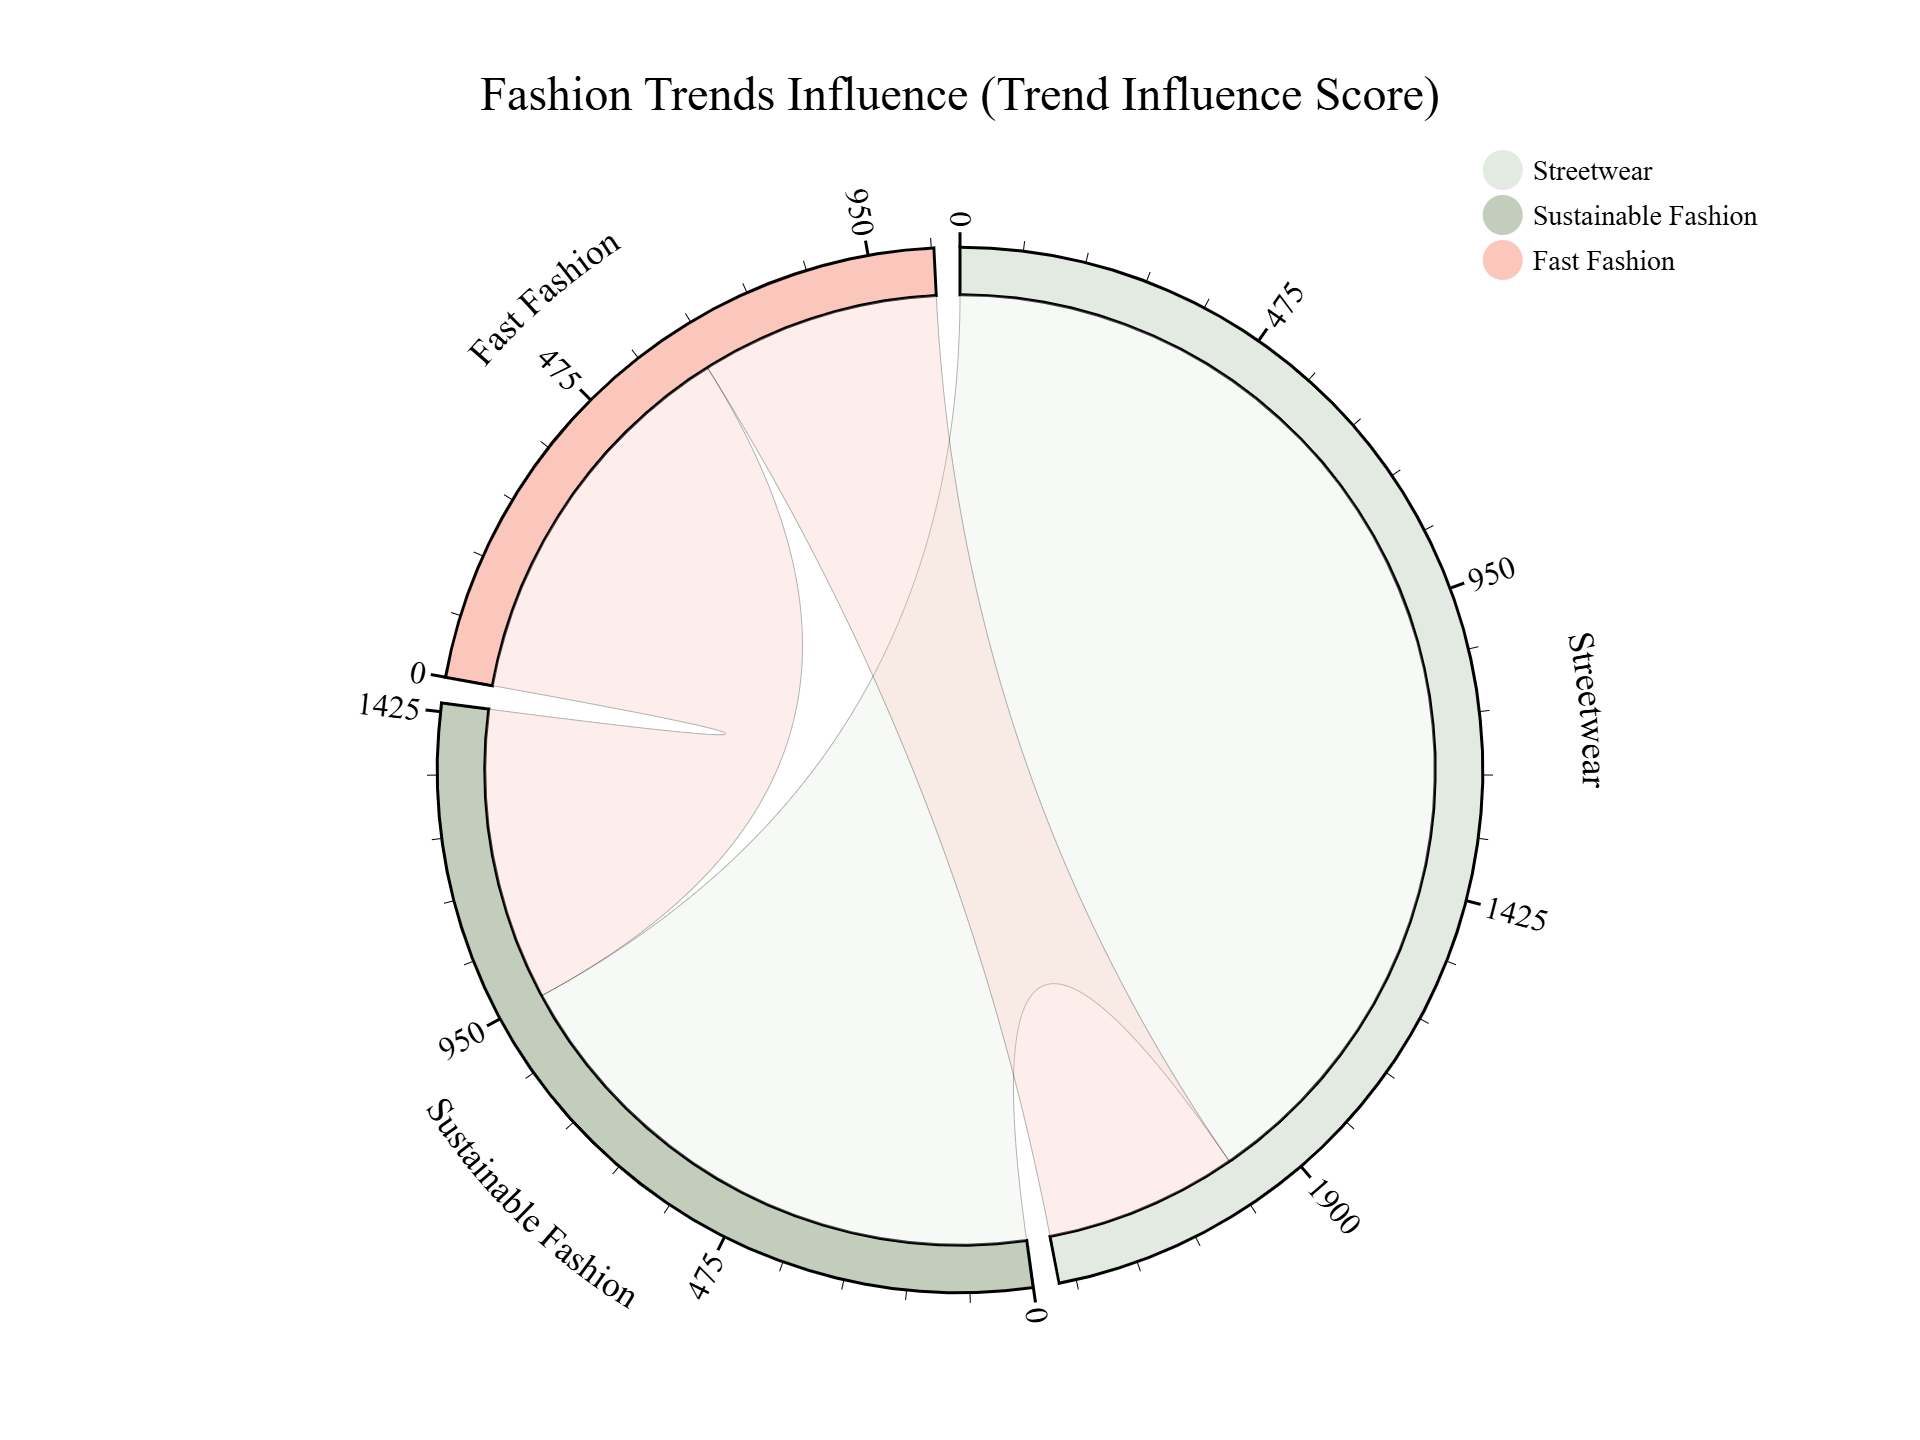 Fashion Trends Influence (Trend Influence Score)
Streetwear
Sustainable Fashion
Fast Fashion
0
475
950
1425
1900
Streetwear
0
475
950
1425
Sustainable Fashion
0
475
950
Fast Fashion